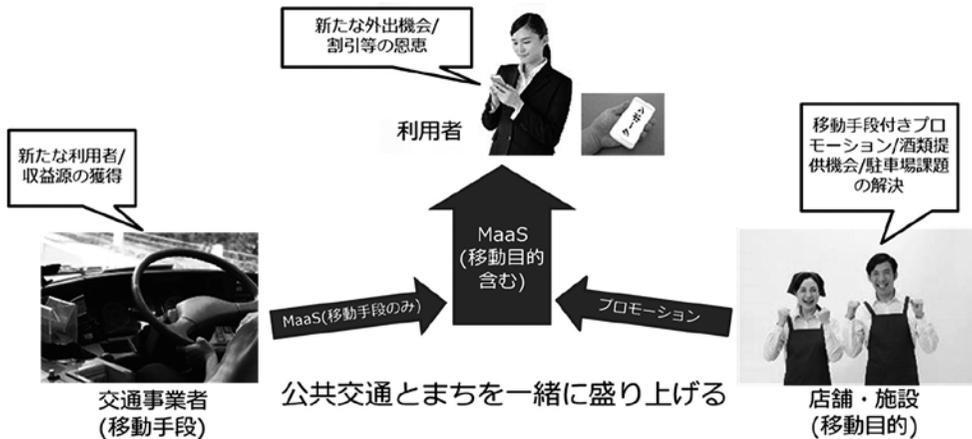 新たな外出機会/
割引等の恩恵
利用者
新たな利用者/
収益源の獲得
移動手段付きプロ
モーション/酒類提
供機会/駐車場課題
の解決
MaaS
(移動目的
含む)
MaaS(移動手段のみ)
プロモーション
交通事業者
(移動手段)
公共交通とまちを一緒に盛り上げる
店舗・施設
(移動目的)